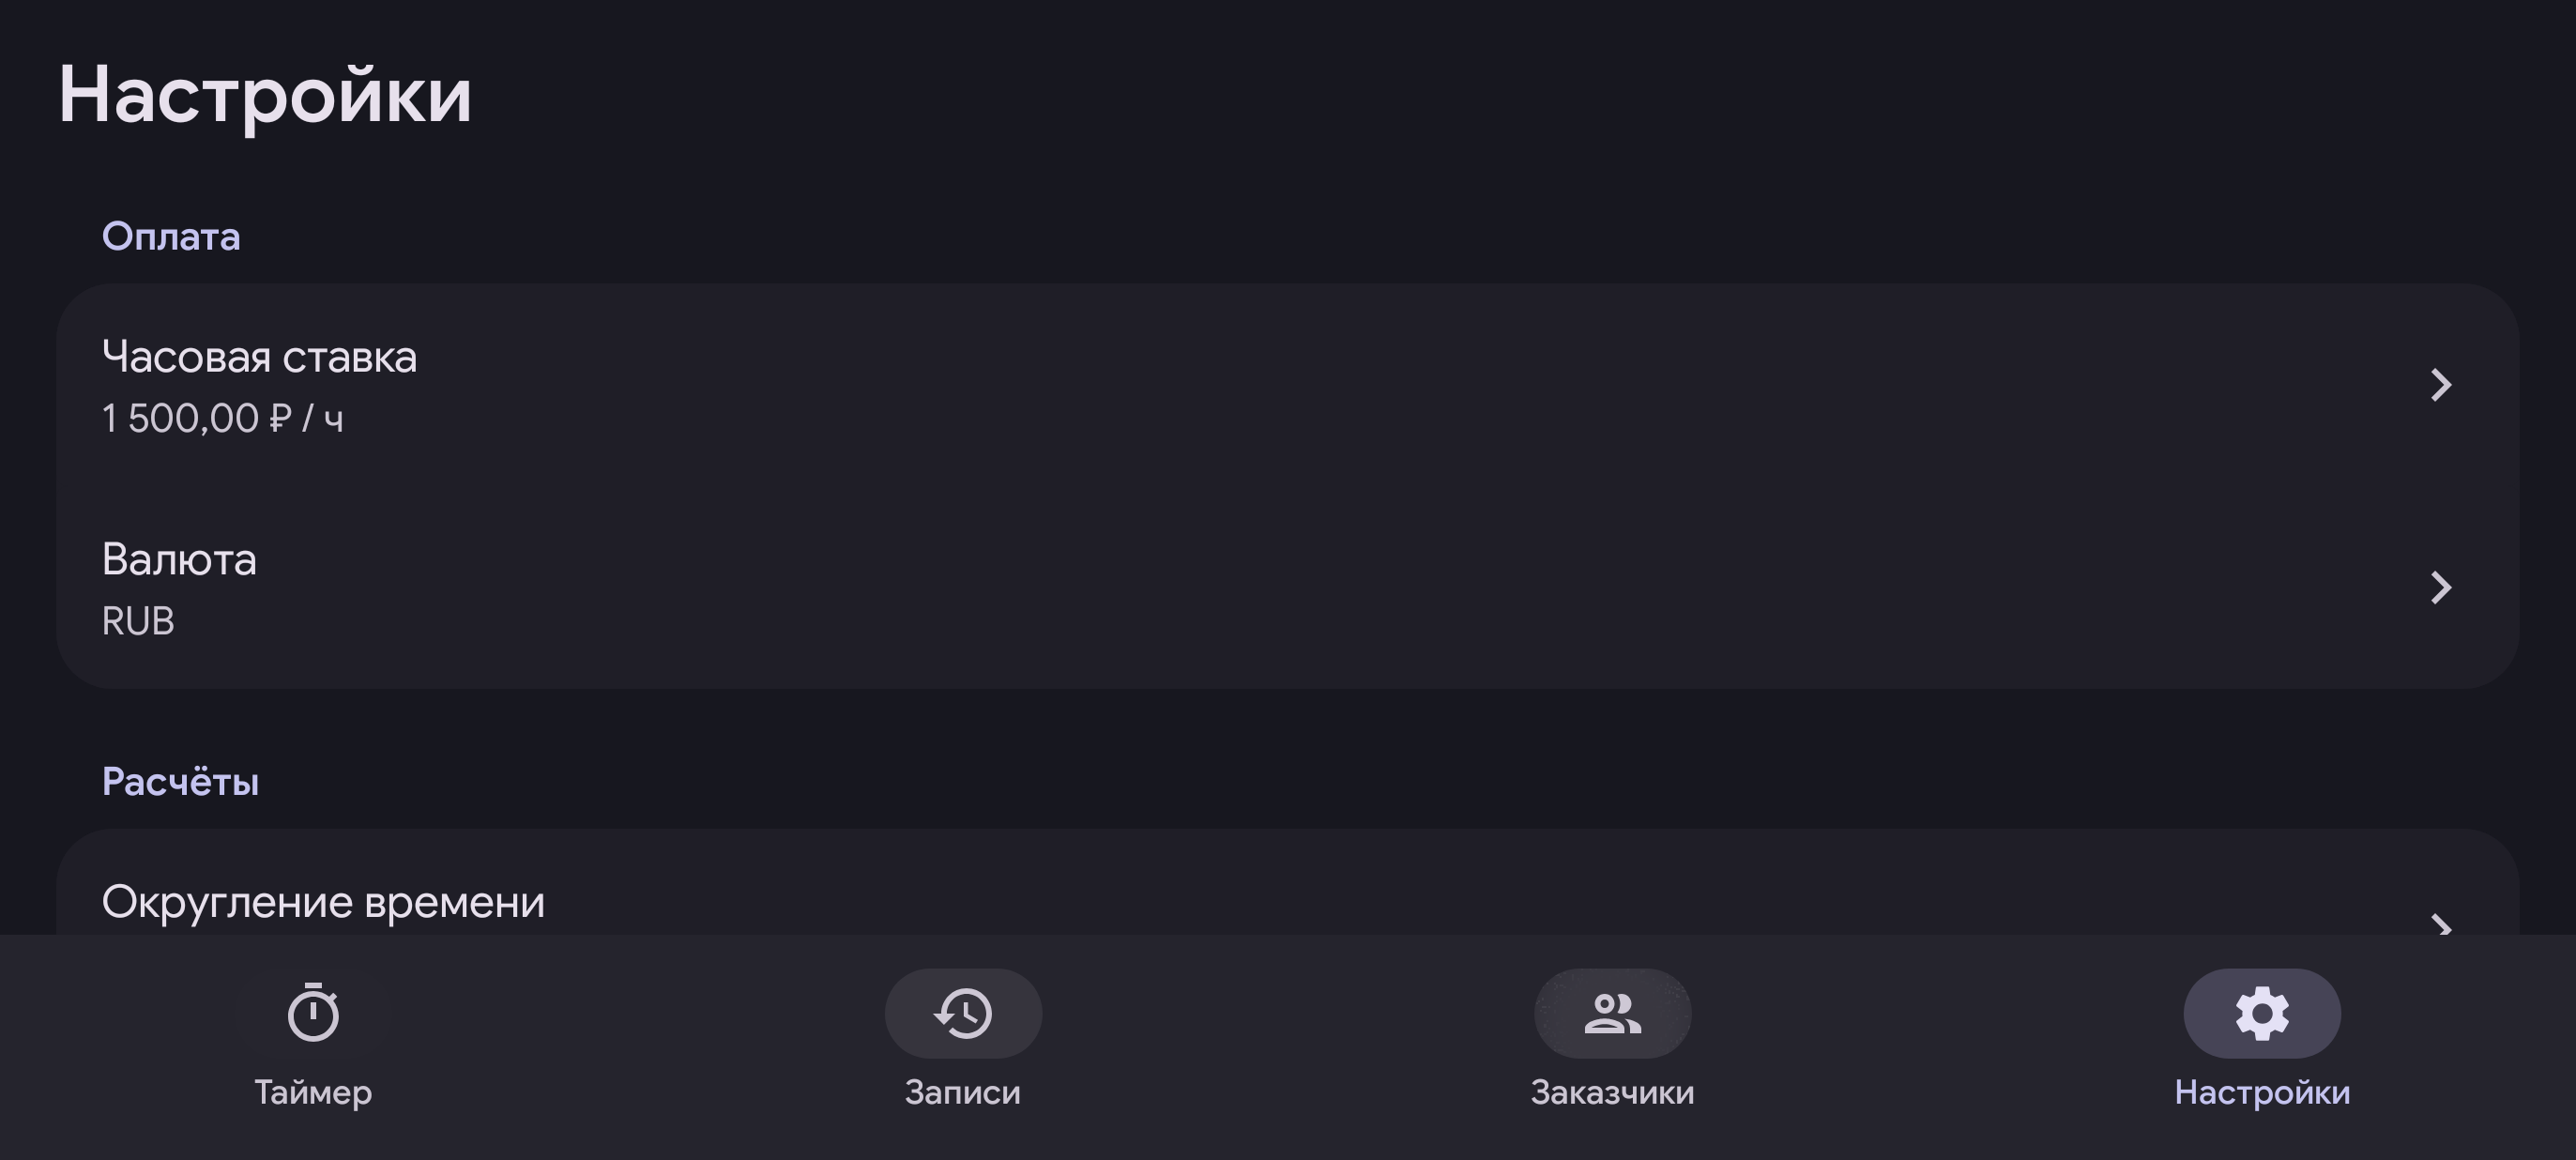 Настройки
Оплата
Часовая ставка
1 500,00 ₽ / ч
Валюта
RUB
Расчёты
Округление времени
Таймер
Записи
Заказчики
Настройки